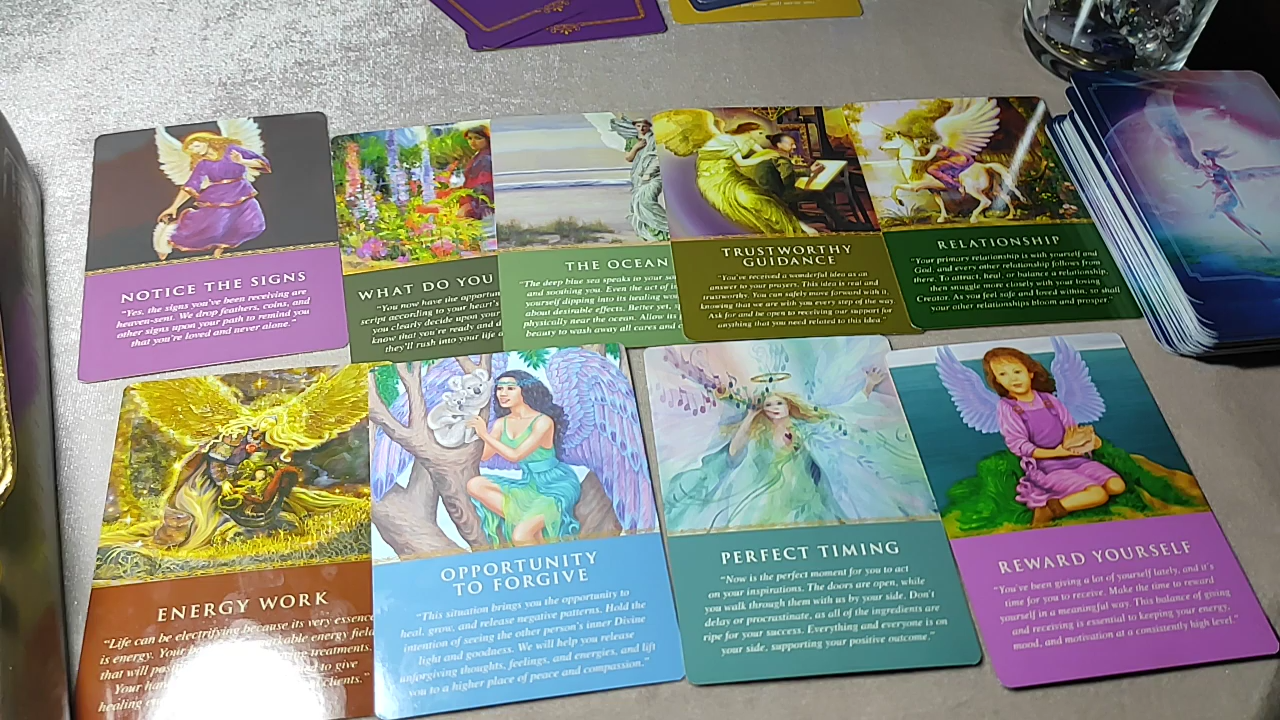 NOTICE THE SIGNS
"Yes, the signs you've been receiving are
heaven-sent. We drop feathers, coins, and
other signs upon your path to remind you
that you're loved and never alone."
WHAT DO YOU
"You now have the opportun
script according to your heart's
you clearly decide upon your
know that you're ready and d
they'll rush into your life a
THE OCEAN
"The deep blue sea speaks to your so
and soothing you. Even the act of i
yourself dipping into its healing wa
about desirable effects. Better yet,
physically near the ocean. Allow its
beauty to wash away all cares and c
TRUSTWORTHY
GUIDANCE
"You've received a wonderful idea as an
answer to your prayers. This idea is real and
trustworthy. You can safely move forward with it,
knowing that we are with you every step of the way.
Ask for and be open to receiving our support for
anything that you need related to this idea."
RELATIONSHIP
"Your primary relationship is with yourself and
God, and every other relationship follows from
there. To attract, heal, or balance a relationship,
then snuggle more closely with your loving
Creator. As you feel safe and loved within, so shall
your other relationships bloom and prosper."
ENERGY WORK
"Life can be electrifying because its very essence
is energy. Your
able energy field
that will
treatments.
Your
to give
healing
clients."
OPPORTUNITY
TO FORGIVE
"This situation brings you the opportunity to
heal, grow, and release negative patterns. Hold the
intention of seeing the other person's inner Divine
light and goodness. We will help you release
unforgiving thoughts, feelings, and energies, and lift
you to a higher place of peace and compassion."
PERFECT TIMING
"Now is the perfect moment for you to act
on your inspirations. The doors are open, while
you walk through them with us by your side. Don't
delay or procrastinate, as all of the ingredients are
ripe for your success. Everything and everyone is on
your side, supporting your positive outcome."
REWARD YOURSELF
"You've been giving a lot of yourself lately, and it's
time for you to receive. Make the time to reward
yourself in a meaningful way. This balance of giving
and receiving is essential to keeping your energy,
mood, and motivation at a consistently high level."